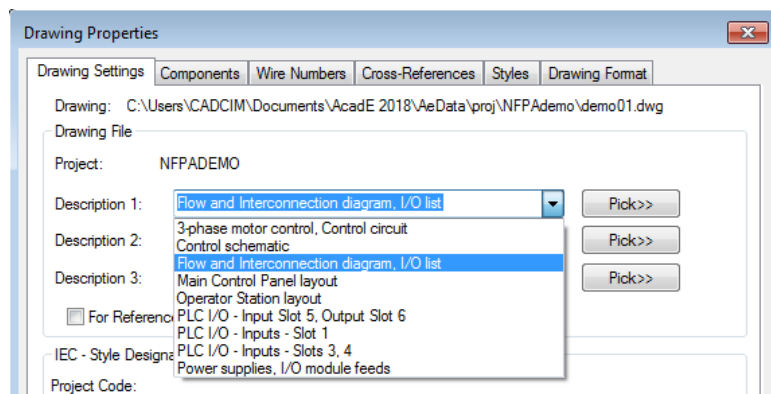 Drawing Properties
Drawing Settings Components Wire Numbers Cross-References Styles Drawing Format
Drawing: C:\Users\CADCIM\Documents\AcadE 2018\AeData\proj\NFPAdemo\demo01.dwg
Drawing File
Project: NFPADEMO
Description 1: Flow and Interconnection diagram, I/O list Pick>>
3-phase motor control, Control circuit
Description 2: Control schematic Pick>>
Flow and Interconnection diagram, I/O list
Description 3: Main Control Panel layout Pick>>
Operator Station layout
For Referenc PLC I/O - Input Slot 5, Output Slot 6
PLC I/O - Inputs - Slot 1
IEC - Style Designa PLC I/O - Inputs - Slots 3, 4
Power supplies, I/O module feeds
Project Code: